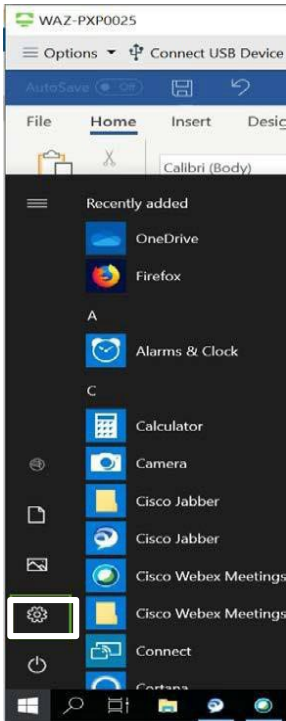 WAZ-PXP0025
Options Connect USB Device
AutoSave Off
File Home Insert Desig
Calibri (Body)
Recently added
OneDrive
Firefox
A
Alarms & Clock
C
Calculator
Camera
Cisco Jabber
Cisco Jabber
Cisco Webex Meetings
Cisco Webex Meetings
Connect
Cortana